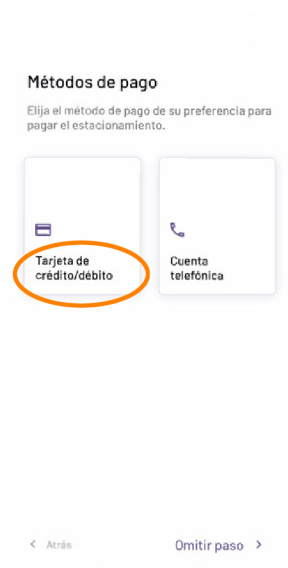 Métodos de pago
Elija el método de pago de su preferencia para
pagar el estacionamiento.
Tarjeta de
crédito/débito
Cuenta
telefónica
Atrás
Omitir paso